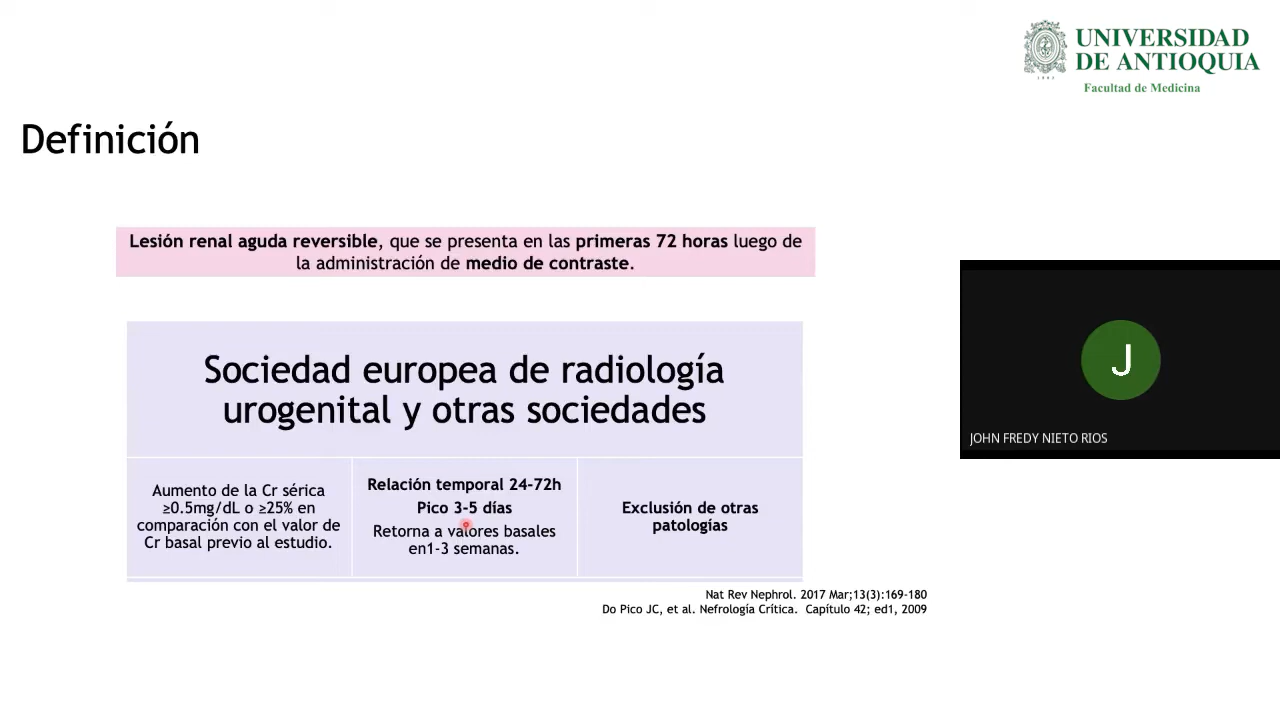 UNIVERSIDAD
DE ANTIOQUIA
1803
Facultad de Medicina
Definición
Lesión renal aguda reversible, que se presenta en las primeras 72 horas luego de
la administración de medio de contraste.
Sociedad europea de radiología
urogenital y otras sociedades
Aumento de la Cr sérica
≥0.5mg/dL o ≥25% en
comparación con el valor de
Cr basal previo al estudio.
Relación temporal 24-72h
Pico 3-5 días
Retorna a valores basales
en1-3 semanas.
Exclusión de otras
patologías
Nat Rev Nephrol. 2017 Mar;13(3):169-180
Do Pico JC, et al. Nefrología Crítica. Capítulo 42; ed1, 2009
J
JOHN FREDY NIETO RIOS